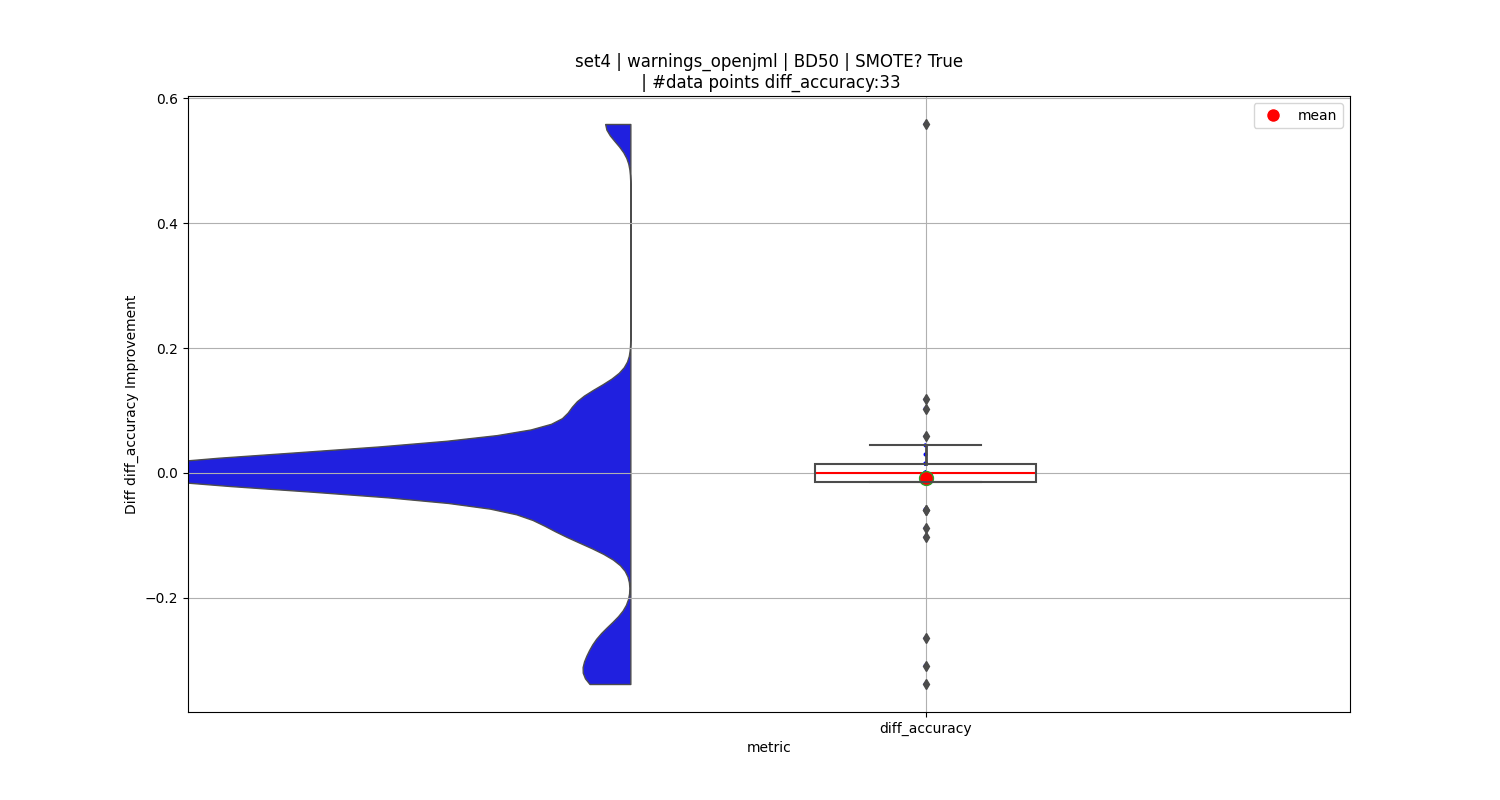 set4 | warnings_openjml | BD50 | SMOTE? True
| #data points diff_accuracy:33
mean
0.6
0.4
0.2
0.0
−0.2
Diff diff_accuracy Improvement
diff_accuracy
metric